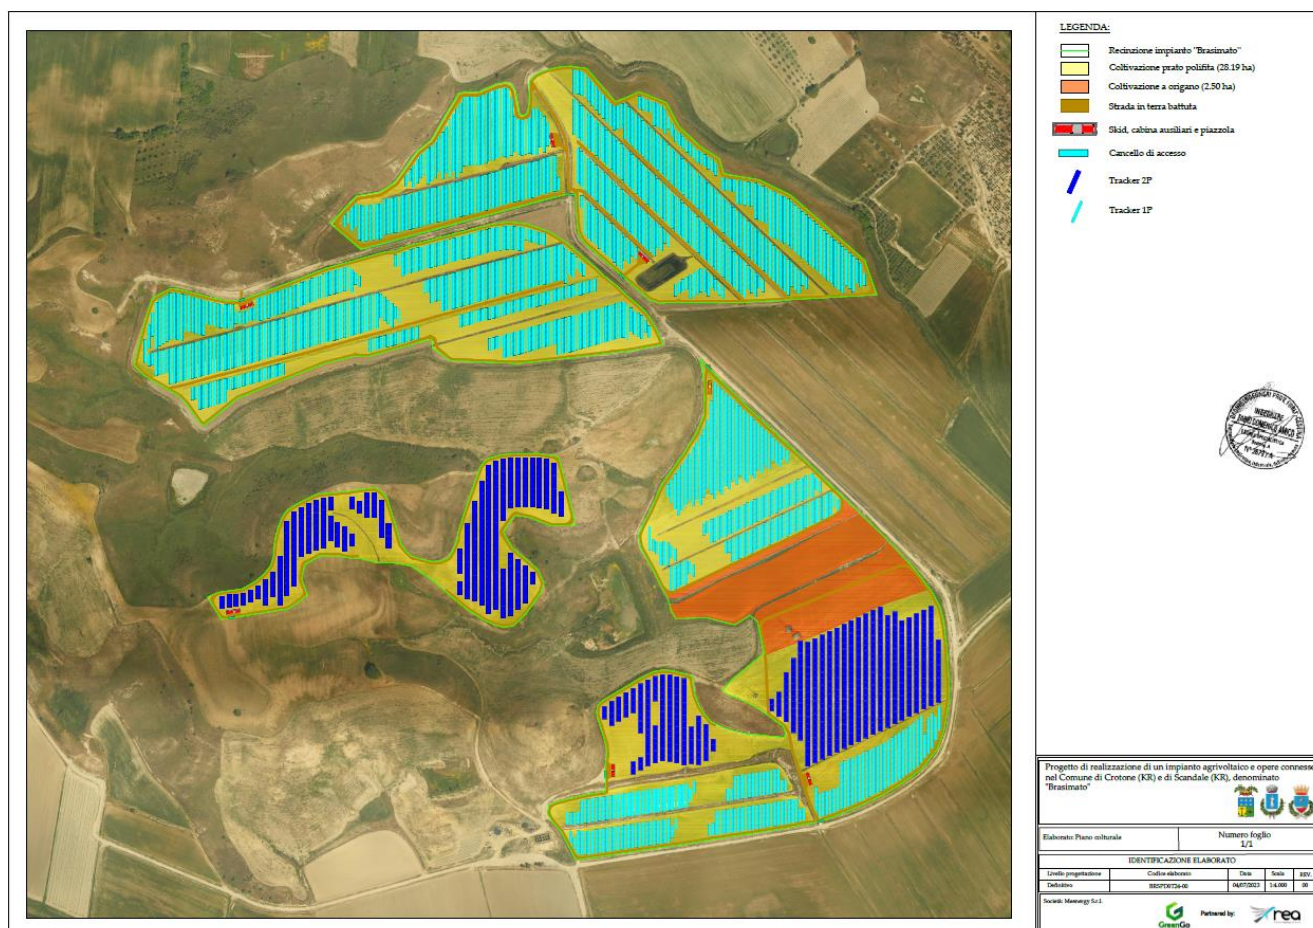 LEGENDA:
Recinzione impianto "Brasimato"
Coltivazione prato polifita (28.19 ha)
Coltivazione a origano (2.50 ha)
Strada in terra battuta
Skid, cabina ausiliari e piazzola
Cancello di accesso
Tracker 2P
Tracker 1P
INGEGNERE
Progetto di realizzazione di un impianto agrivoltaico e opere connesse
nel Comune di Crotone (KR) e di Scandale (KR), denominato
"Brasimato"
Elaborato: Piano colturale
Numero foglio
1/1
IDENTIFICAZIONE ELABORATO
Livello progettazione Codice elaborato Data Scala REV.
Definitivo 04/07/2023 1:4.000 00
Società:
GreenGo
Partnered by:
rea